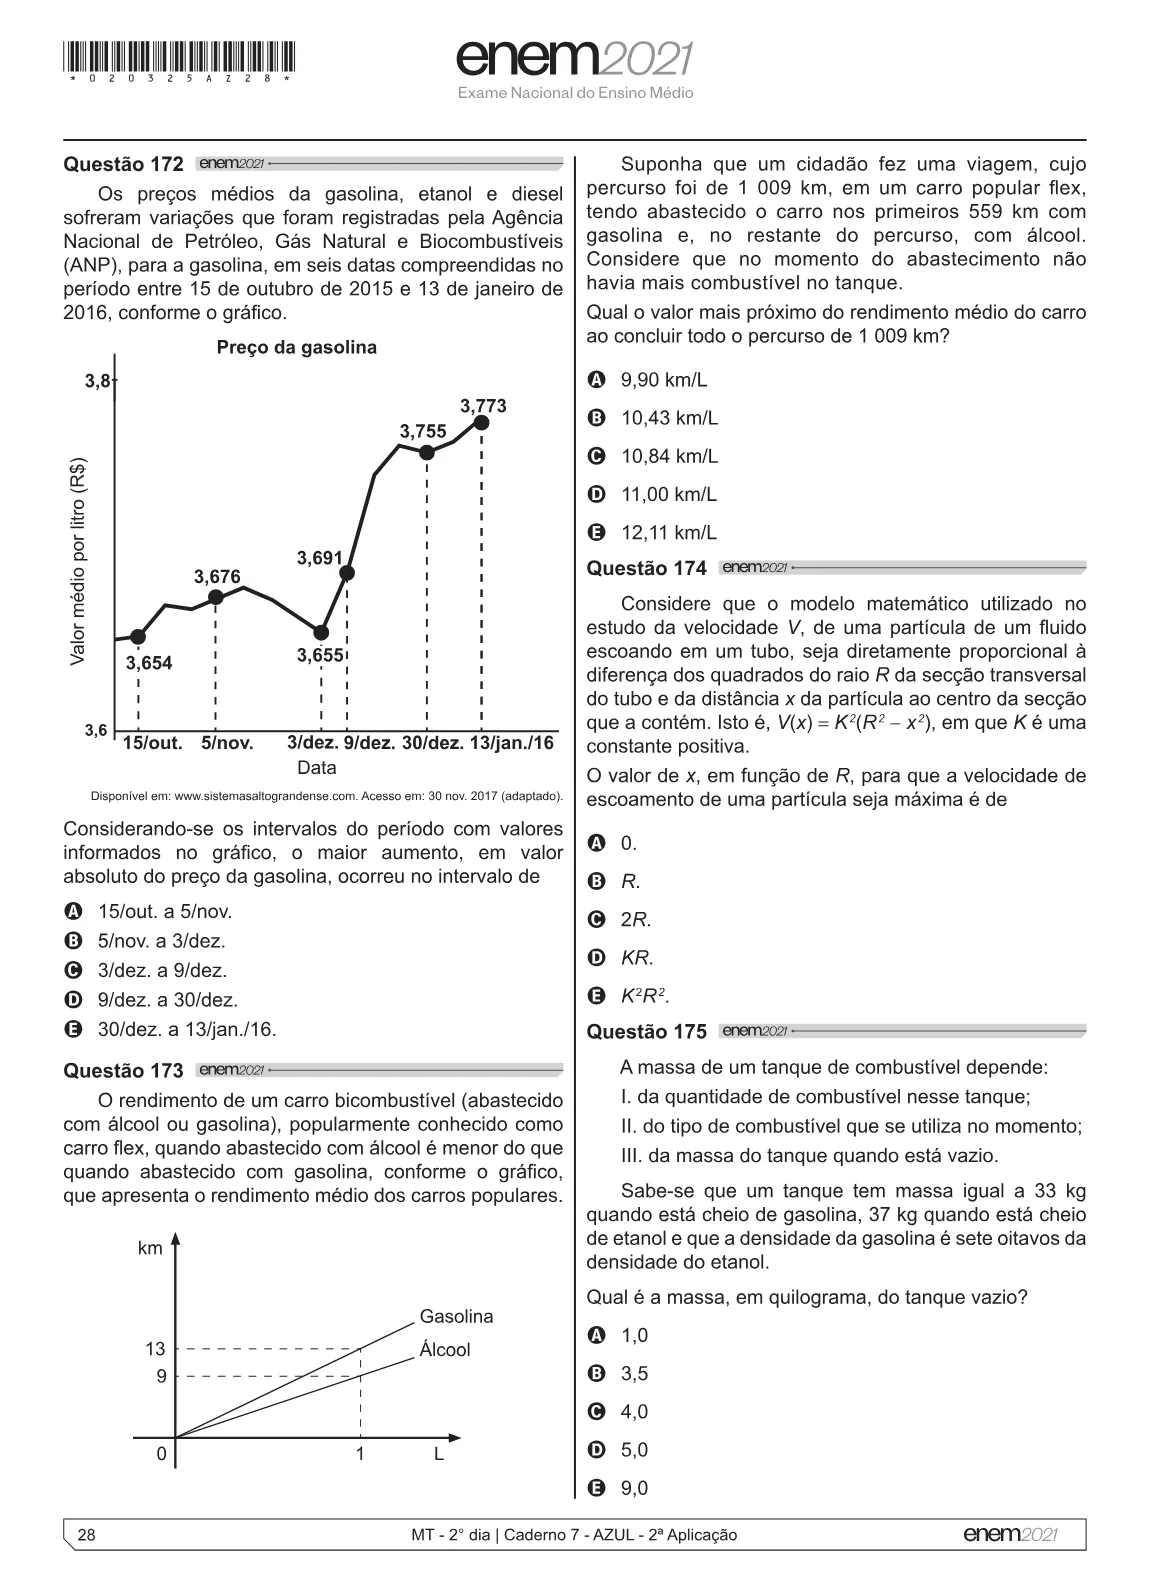 *020325AZ28*
enem2021
Exame Nacional do Ensino Médio
Questão 172 enem2021
Os preços médios da gasolina, etanol e diesel
sofreram variações que foram registradas pela Agência
Nacional de Petróleo, Gás Natural e Biocombustíveis
(ANP), para a gasolina, em seis datas compreendidas no
período entre 15 de outubro de 2015 e 13 de janeiro de
2016, conforme o gráfico.
Preço da gasolina
3,8
3,773
3,755
3,691
3,676
3,654
3,655
3,6
Valor médio por litro (R$)
15/out. 5/nov. 3/dez. 9/dez. 30/dez. 13/jan./16
Data
Disponível em: www.sistemasaltograndense.com. Acesso em: 30 nov. 2017 (adaptado).
Considerando-se os intervalos do período com valores
informados no gráfico, o maior aumento, em valor
absoluto do preço da gasolina, ocorreu no intervalo de
A 15/out. a 5/nov.
B 5/nov. a 3/dez.
C 3/dez. a 9/dez.
D 9/dez. a 30/dez.
E 30/dez. a 13/jan./16.
Questão 173 enem2021
O rendimento de um carro bicombustível (abastecido
com álcool ou gasolina), popularmente conhecido como
carro flex, quando abastecido com álcool é menor do que
quando abastecido com gasolina, conforme o gráfico,
que apresenta o rendimento médio dos carros populares.
km
Gasolina
13
Álcool
9
0 1 L
Suponha que um cidadão fez uma viagem, cujo
percurso foi de 1 009 km, em um carro popular flex,
tendo abastecido o carro nos primeiros 559 km com
gasolina e, no restante do percurso, com álcool.
Considere que no momento do abastecimento não
havia mais combustível no tanque.
Qual o valor mais próximo do rendimento médio do carro
ao concluir todo o percurso de 1 009 km?
A 9,90 km/L
B 10,43 km/L
C 10,84 km/L
D 11,00 km/L
E 12,11 km/L
Questão 174 enem2021
Considere que o modelo matemático utilizado no
estudo da velocidade V, de uma partícula de um fluido
escoando em um tubo, seja diretamente proporcional à
diferença dos quadrados do raio R da secção transversal
do tubo e da distância x da partícula ao centro da secção
que a contém. Isto é, V(x) = K²(R² – x²), em que K é uma
constante positiva.
O valor de x, em função de R, para que a velocidade de
escoamento de uma partícula seja máxima é de
A 0.
B R.
C 2R.
D KR.
E K²R².
Questão 175 enem2021
A massa de um tanque de combustível depende:
I. da quantidade de combustível nesse tanque;
II. do tipo de combustível que se utiliza no momento;
III. da massa do tanque quando está vazio.
Sabe-se que um tanque tem massa igual a 33 kg
quando está cheio de gasolina, 37 kg quando está cheio
de etanol e que a densidade da gasolina é sete oitavos da
densidade do etanol.
Qual é a massa, em quilograma, do tanque vazio?
A 1,0
B 3,5
C 4,0
D 5,0
E 9,0
28
MT - 2° dia | Caderno 7 - AZUL - 2ª Aplicação
enem2021